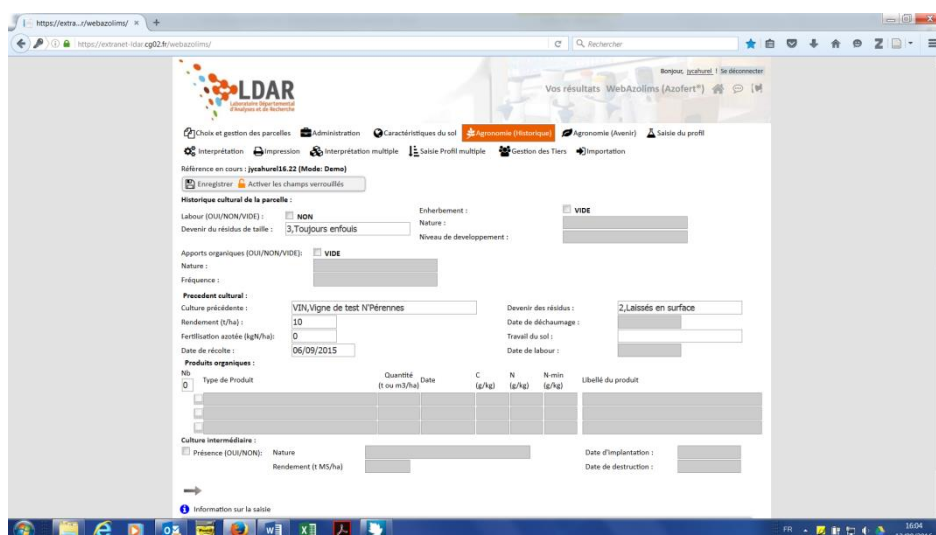 https://extra...r/webazolims/ × +
https://extranet-ldar.cg02.fr/webazolims/
Rechercher
LDAR
Laboratoire Départemental
d'Analyses et de Recherche
Bonjour, jycahurel ! Se déconnecter
Vos résultats WebAzolims (Azofert®)
Choix et gestion des parcelles Administration Caractéristiques du sol Agronomie (Historique) Agronomie (Avenir) Saisie du profil
Interprétation Impression Interprétation multiple Saisie Profil multiple Gestion des Tiers Importation
Référence en cours : jycahurel16.22 (Mode: Demo)
Enregistrer Activer les champs verrouillés
Historique cultural de la parcelle :
Labour (OUI/NON/VIDE) : NON Enherbement : VIDE
Devenir du résidus de taille : 3,Toujours enfouis Nature :
Niveau de developpement :
Apports organiques (OUI/NON/VIDE): VIDE
Nature :
Fréquence :
Precedent cultural :
Culture précédente : VIN,Vigne de test N'Pérennes Devenir des résidus : 2,Laissés en surface
Rendement (t/ha) : 10 Date de déchaumage :
Fertilisation azotée (kgN/ha): 0 Travail du sol :
Date de récolte : 06/09/2015 Date de labour :
Produits organiques :
Nb Type de Produit Quantité Date C N N-min Libellé du produit
0 (t ou m3/ha) (g/kg) (g/kg) (g/kg)
Culture intermédiaire :
Présence (OUI/NON): Nature Date d'implantation :
Rendement (t MS/ha) Date de destruction :
Information sur la saisie
FR 16:04